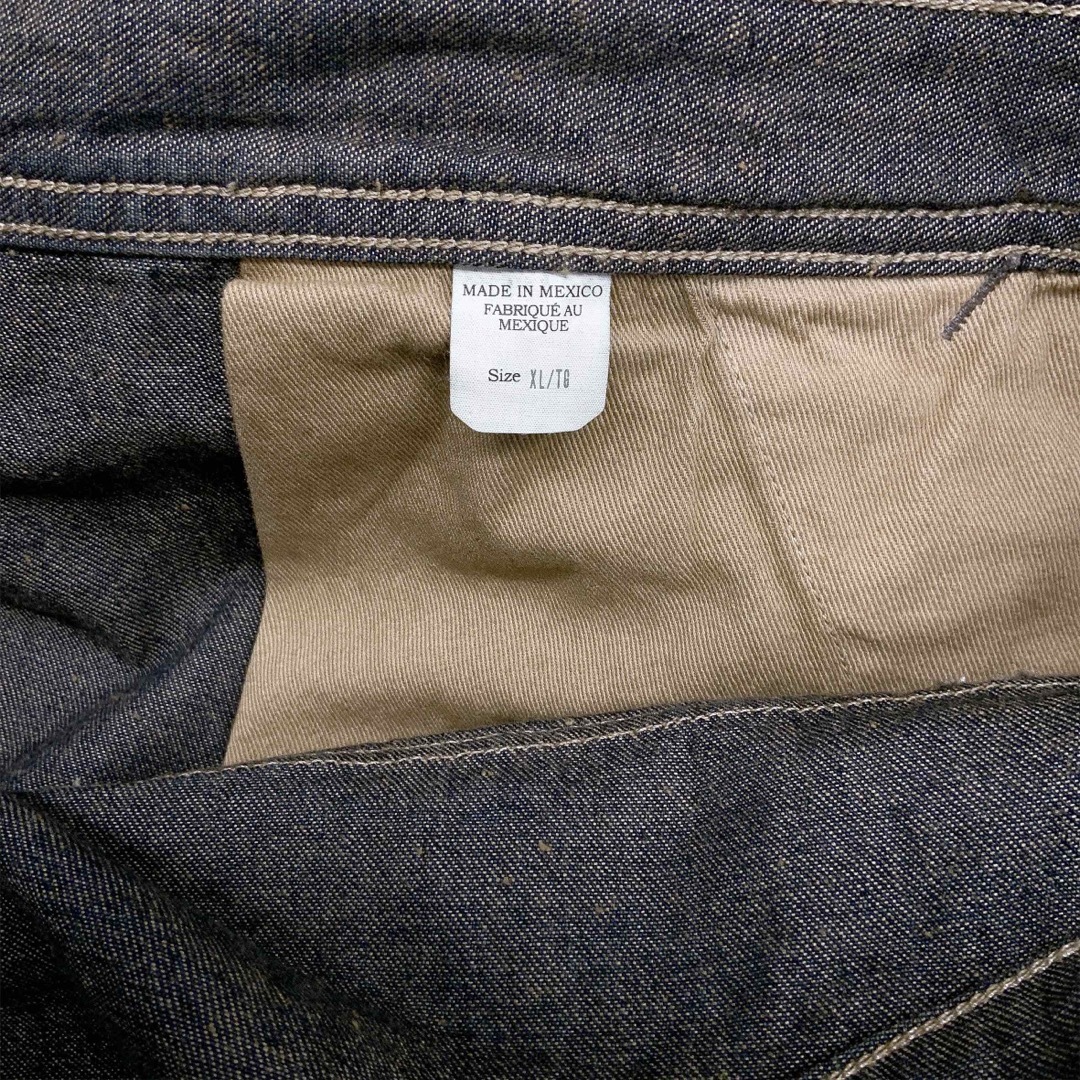 MADE IN MEXICO
FABRIQUÉ AU
MEXIQUE
Size XL/TG